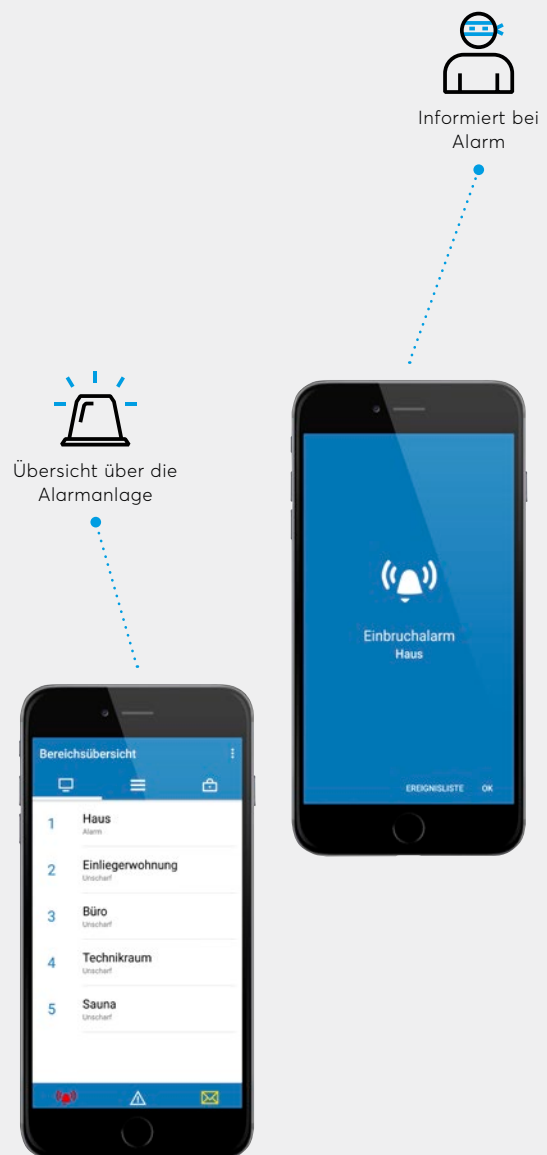 Informiert bei
Alarm
Übersicht über die
Alarmanlage
Einbruchalarm
Haus
EREIGNISLISTE OK
Bereichsübersicht
1 Haus
Alarm
2 Einliegerwohnung
Unscharf
3 Büro
Unscharf
4 Technikraum
Unscharf
5 Sauna
Unscharf